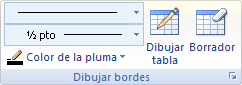 ½ pto
Color de la pluma
Dibujar
tabla
Borrador
Dibujar bordes